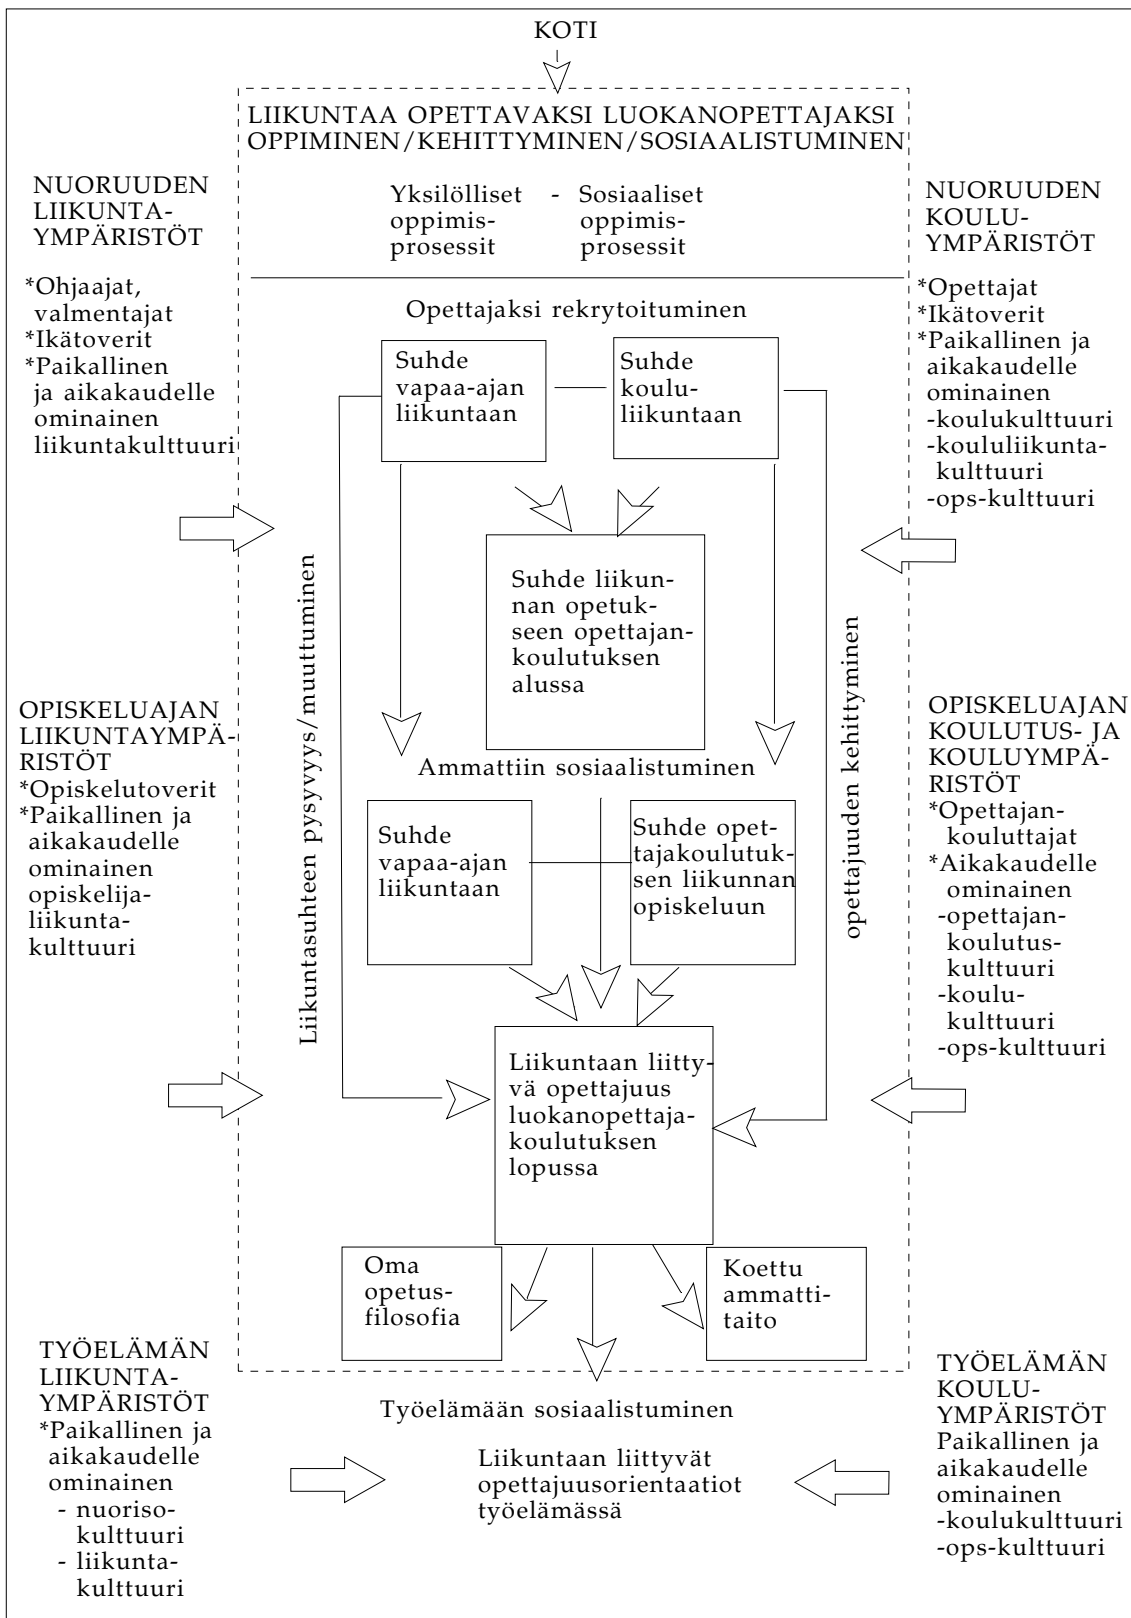 KOTI
LIIKUNTAA OPETTAVAKSI LUOKANOPETTAJAKSI
OPPIMINEN/KEHITTYMINEN/SOSIAALISTUMINEN
Yksilölliset - Sosiaaliset
oppimis- oppimis-
prosessit prosessit
NUORUUDEN
LIIKUNTA-
YMPÄRISTÖT
*Ohjaajat,
valmentajat
*Ikätoverit
*Paikallinen
ja aikakaudelle
ominainen
liikuntakulttuuri
NUORUUDEN
KOULU-
YMPÄRISTÖT
*Opettajat
*Ikätoverit
*Paikallinen ja
aikakaudelle
ominainen
-koulukulttuuri
-koululiikunta-
kulttuuri
-ops-kulttuuri
Opettajaksi rekrytoituminen
Suhde
vapaa-ajan
liikuntaan
Suhde
koulu-
liikuntaan
Suhde liikun-
nan opetuk-
seen opettajan-
koulutuksen
alussa
Liikuntasuhteen pysyvyys/muuttuminen
opettajuuden kehittyminen
OPISKELUAJAN
LIIKUNTAYMPÄ-
RISTÖT
*Opiskelutoverit
*Paikallinen ja
aikakaudelle
ominainen
opiskelija-
liikunta-
kulttuuri
OPISKELUAJAN
KOULUTUS- JA
KOULUYMPÄ-
RISTÖT
*Opettajan-
kouluttajat
*Aikakaudelle
ominainen
-opettajan-
koulutus-
kulttuuri
-koulu-
kulttuuri
-ops-kulttuuri
Ammattiin sosiaalistuminen
Suhde
vapaa-ajan
liikuntaan
Suhde opet-
tajakoulutuk-
sen liikunnan
opiskeluun
Liikuntaan liitty-
vä opettajuus
luokanopettaja-
koulutuksen
lopussa
Oma
opetus-
filosofia
Koettu
ammatti-
taito
TYÖELÄMÄN
LIIKUNTA-
YMPÄRISTÖT
*Paikallinen ja
aikakaudelle
ominainen
- nuoriso-
kulttuuri
- liikunta-
kulttuuri
TYÖELÄMÄN
KOULU-
YMPÄRISTÖT
Paikallinen ja
aikakaudelle
ominainen
-koulukulttuuri
-ops-kulttuuri
Työelämään sosiaalistuminen
Liikuntaan liittyvät
opettajuusorientaatiot
työelämässä